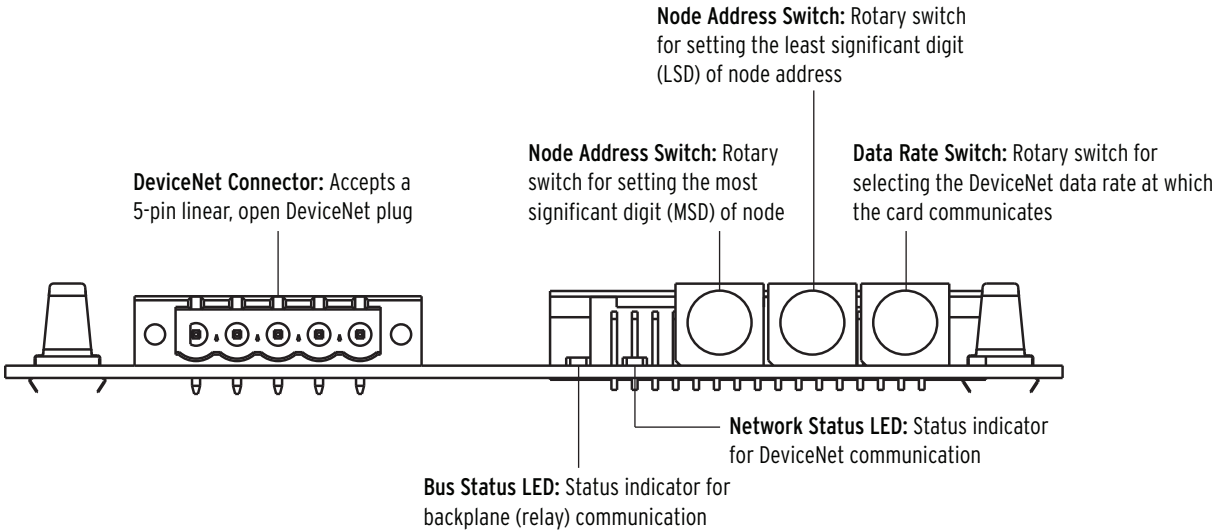 Node Address Switch: Rotary switch
for setting the least significant digit
(LSD) of node address
Node Address Switch: Rotary
switch for setting the most
significant digit (MSD) of node
Data Rate Switch: Rotary switch for
selecting the DeviceNet data rate at which
the card communicates
DeviceNet Connector: Accepts a
5-pin linear, open DeviceNet plug
Network Status LED: Status indicator
for DeviceNet communication
Bus Status LED: Status indicator for
backplane (relay) communication